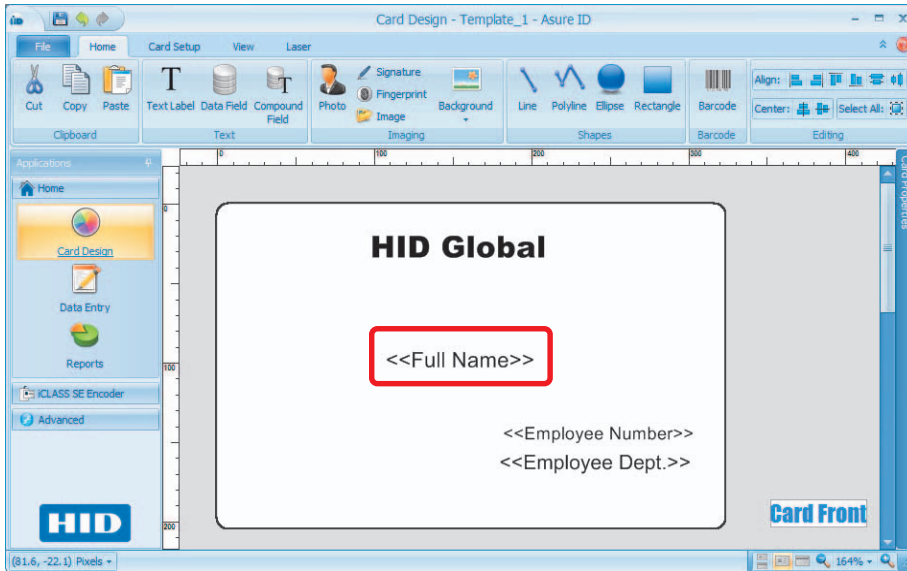 Card Design - Template_1 - Asure ID
File Home Card Setup View Laser
Cut Copy Paste
Clipboard
Text Label Data Field Compound Field
Text
Photo
Signature
Fingerprint
Image
Background
Imaging
Line Polyline Ellipse Rectangle
Shapes
Barcode
Barcode
Align:
Center: Select All:
Editing
Applications
Home
Card Design
Data Entry
Reports
iCLASS SE Encoder
Advanced
HID
0 100 200 300 400
0
100
200
HID Global
<<Full Name>>
<<Employee Number>>
<<Employee Dept.>>
Card Front
Card Properties
(81.6, -22.1) Pixels
164%